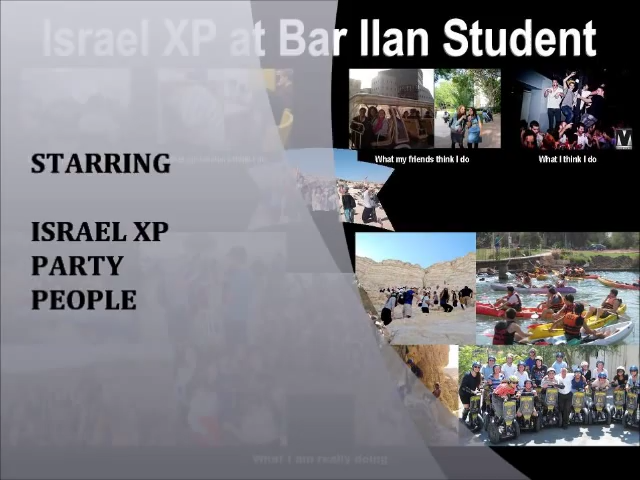 Israel XP at Bar Ilan Student
What my friends think I do
What I think I do
STARRING
ISRAEL XP
PARTY
PEOPLE
What I am really doing